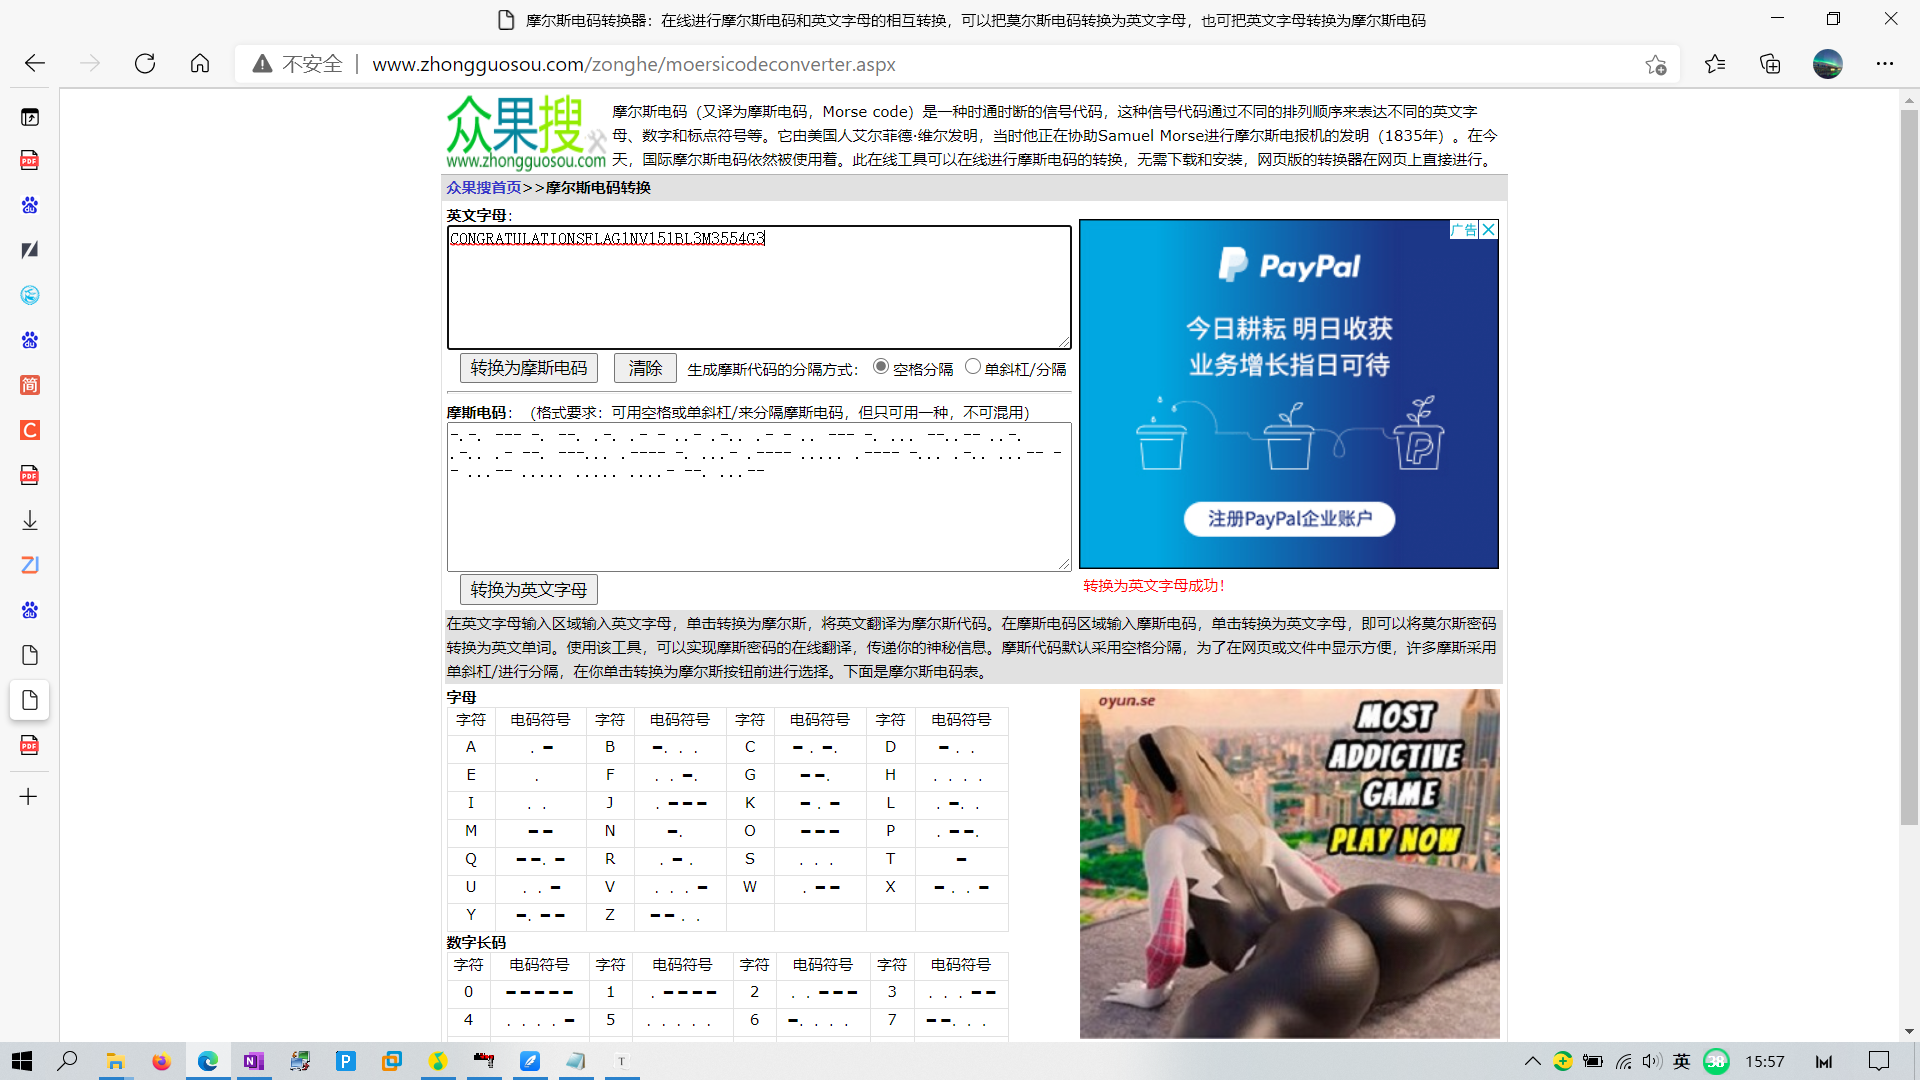 摩尔斯电码转换器：在线进行摩尔斯电码和英文字母的相互转换，可以把莫尔斯电码转换为英文字母，也可把英文字母转换为摩尔斯电码
不安全 | www.zhongguosou.com/zonghe/moersicodeconverter.aspx
众果搜
www.zhongguosou.com
摩尔斯电码（又译为摩斯电码，Morse code）是一种时通时断的信号代码，这种信号代码通过不同的排列顺序来表达不同的英文字
母、数字和标点符号等。它由美国人艾尔菲德·维尔发明，当时他正在协助Samuel Morse进行摩尔斯电报机的发明（1835年）。在今
天，国际摩尔斯电码依然被使用着。此在线工具可以在线进行摩斯电码的转换，无需下载和安装，网页版的转换器在网页上直接进行。
众果搜首页>>摩尔斯电码转换
英文字母：
CONGRATULATIONSFLAG1NV151BL3M3554G3
转换为摩斯电码 清除 生成摩斯代码的分隔方式： 空格分隔 单斜杠/分隔
摩斯电码：（格式要求：可用空格或单斜杠/来分隔摩斯电码，但只可用一种，不可混用）
-.-. --- -. --. .-. .- - ..- .-.. .- - .. --- -. ... --..-- ..-.
.-.. .- --. ---... .---- -. ...- .---- ..... .---- -... .-.. ...-- -
- ...-- ..... ..... ....- --. ...--
转换为英文字母
广告
PayPal
今日耕耘 明日收获
业务增长指日可待
注册PayPal企业账户
转换为英文字母成功！
在英文字母输入区域输入英文字母，单击转换为摩尔斯，将英文翻译为摩尔斯代码。在摩斯电码区域输入摩斯电码，单击转换为英文字母，即可以将莫尔斯密码
转换为英文单词。使用该工具，可以实现摩斯密码的在线翻译，传递你的神秘信息。摩斯代码默认采用空格分隔，为了在网页或文件中显示方便，许多摩斯采用
单斜杠/进行分隔，在你单击转换为摩尔斯按钮前进行选择。下面是摩尔斯电码表。
字母
字符 电码符号 字符 电码符号 字符 电码符号 字符 电码符号
A .- B -... C -.-. D -..
E . F ..-. G --. H ....
I .. J .--- K -.- L .-..
M -- N -. O --- P .--.
Q --.- R .-. S ... T -
U ..- V ...- W .-- X -..-
Y -.-- Z --..
数字长码
字符 电码符号 字符 电码符号 字符 电码符号 字符 电码符号
0 ----- 1 .---- 2 ..--- 3 ...--
4 ....- 5 ..... 6 -.... 7 --...
oyun.se
MOST
ADDICTIVE
GAME
PLAY NOW
英 38 15:57